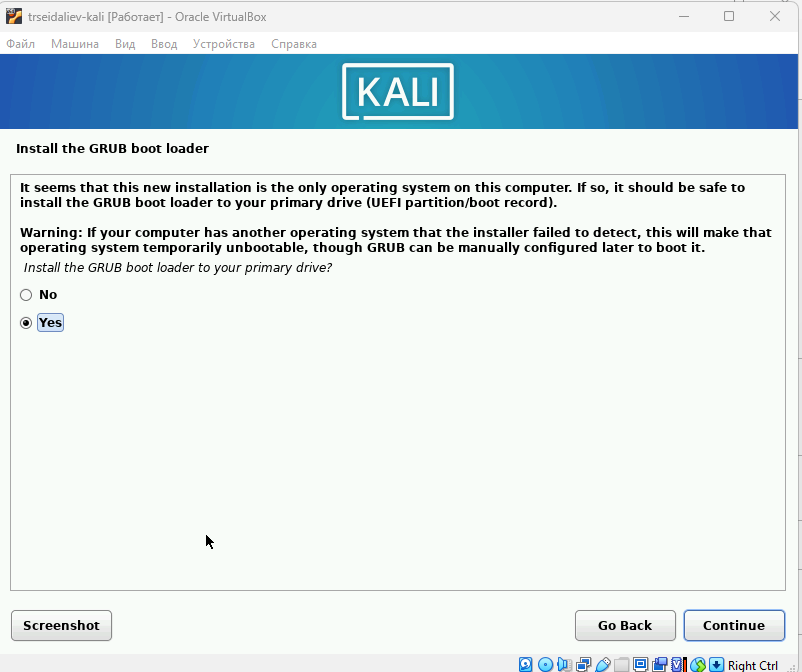 trseidaliev-kali [Работает] - Oracle VirtualBox
Файл Машина Вид Ввод Устройства Справка
KALI
Install the GRUB boot loader
It seems that this new installation is the only operating system on this computer. If so, it should be safe to
install the GRUB boot loader to your primary drive (UEFI partition/boot record).
Warning: If your computer has another operating system that the installer failed to detect, this will make that
operating system temporarily unbootable, though GRUB can be manually configured later to boot it.
Install the GRUB boot loader to your primary drive?
No
Yes
Screenshot Go Back Continue
Right Ctrl